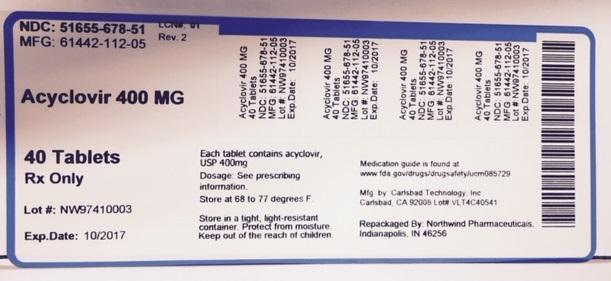 NDC: 51655-678-51
MFG: 61442-112-05
LCN#: 01
Rev. 2
Acyclovir 400 MG
40 Tablets
Rx Only
Lot #: NW97410003
Exp.Date: 10/2017
Each tablet contains acyclovir,
USP 400mg
Dosage: See prescribing
information.
Store at 68 to 77 degrees F.
Store in a tight, light-resistant
container. Protect from moisture.
Keep out of the reach of children.
Acyclovir 400 MG
40 Tablets
NDC: 51655-678-51
MFG: 61442-112-05
Lot #: NW97410003
Exp.Date: 10/2017
Acyclovir 400 MG
40 Tablets
NDC: 51655-678-51
MFG: 61442-112-05
Lot #: NW97410003
Exp.Date: 10/2017
Acyclovir 400 MG
40 Tablets
NDC: 51655-678-51
MFG: 61442-112-05
Lot #: NW97410003
Exp.Date: 10/2017
Acyclovir 400 MG
40 Tablets
NDC: 51655-678-51
MFG: 61442-112-05
Lot #: NW97410003
Exp.Date: 10/2017
Medication guide is found at
www.fda.gov/drugs/drugsafety/ucm085729
Mfg. by: Carlsbad Technology, Inc
Carlsbad, CA 92008 Lot# VLT4C40541
Repackaged By: Northwind Pharmaceuticals,
Indianapolis, IN 46256